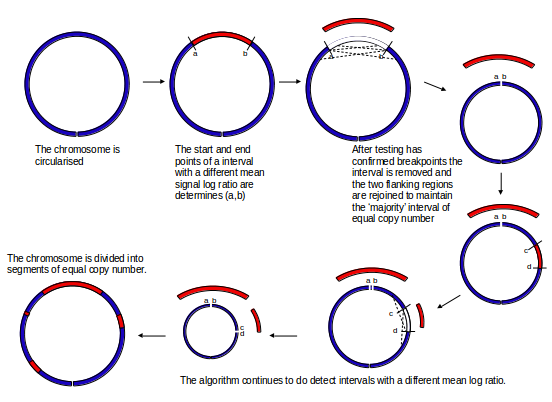 a
b
a
b
a b
The chromosome is
circularised
The start and end
points of a interval
with a different mean
signal log ratio are
determines (a,b)
After testing has
confirmed breakpoints the
interval is removed and
the two flanking regions
are rejoined to maintain
the ‘majority’ interval of
equal copy number
a b
c
d
The chromosome is divided into
segments of equal copy number.
a b
c
d
a b
c
d
The algorithm continues to do detect intervals with a different mean log ratio.